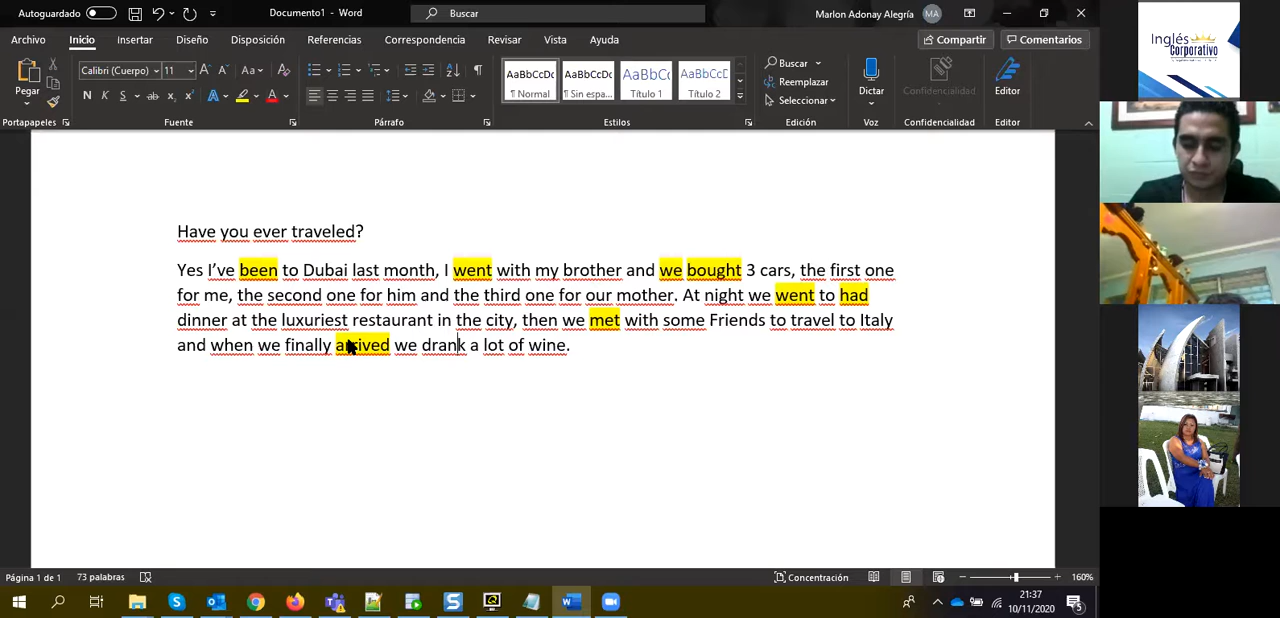 Autoguardado
Documento1 - Word
Buscar
Marlon Adonay Alegría
MA
Archivo Inicio Insertar Diseño Disposición Referencias Correspondencia Revisar Vista Ayuda
Compartir
Comentarios
Pegar
Calibri (Cuerpo)
11
N K S
AaBbCcDc
¶ Normal
AaBbCcDc
¶ Sin espa...
AaBbC
Título 1
AaBbCcD
Título 2
Buscar
Reemplazar
Seleccionar
Dictar
Confidencialidad
Editor
Portapapeles
Fuente
Párrafo
Estilos
Edición
Voz
Confidencialidad
Editor
Inglés
Corporativo
Have you ever traveled?
Yes I've been to Dubai last month, I went with my brother and we bought 3 cars, the first one
for me, the second one for him and the third one for our mother. At night we went to had
dinner at the luxuriest restaurant in the city, then we met with some Friends to travel to Italy
and when we finally arrived we drank a lot of wine.
Página 1 de 1
73 palabras
Concentración
160%
21:37
10/11/2020
5